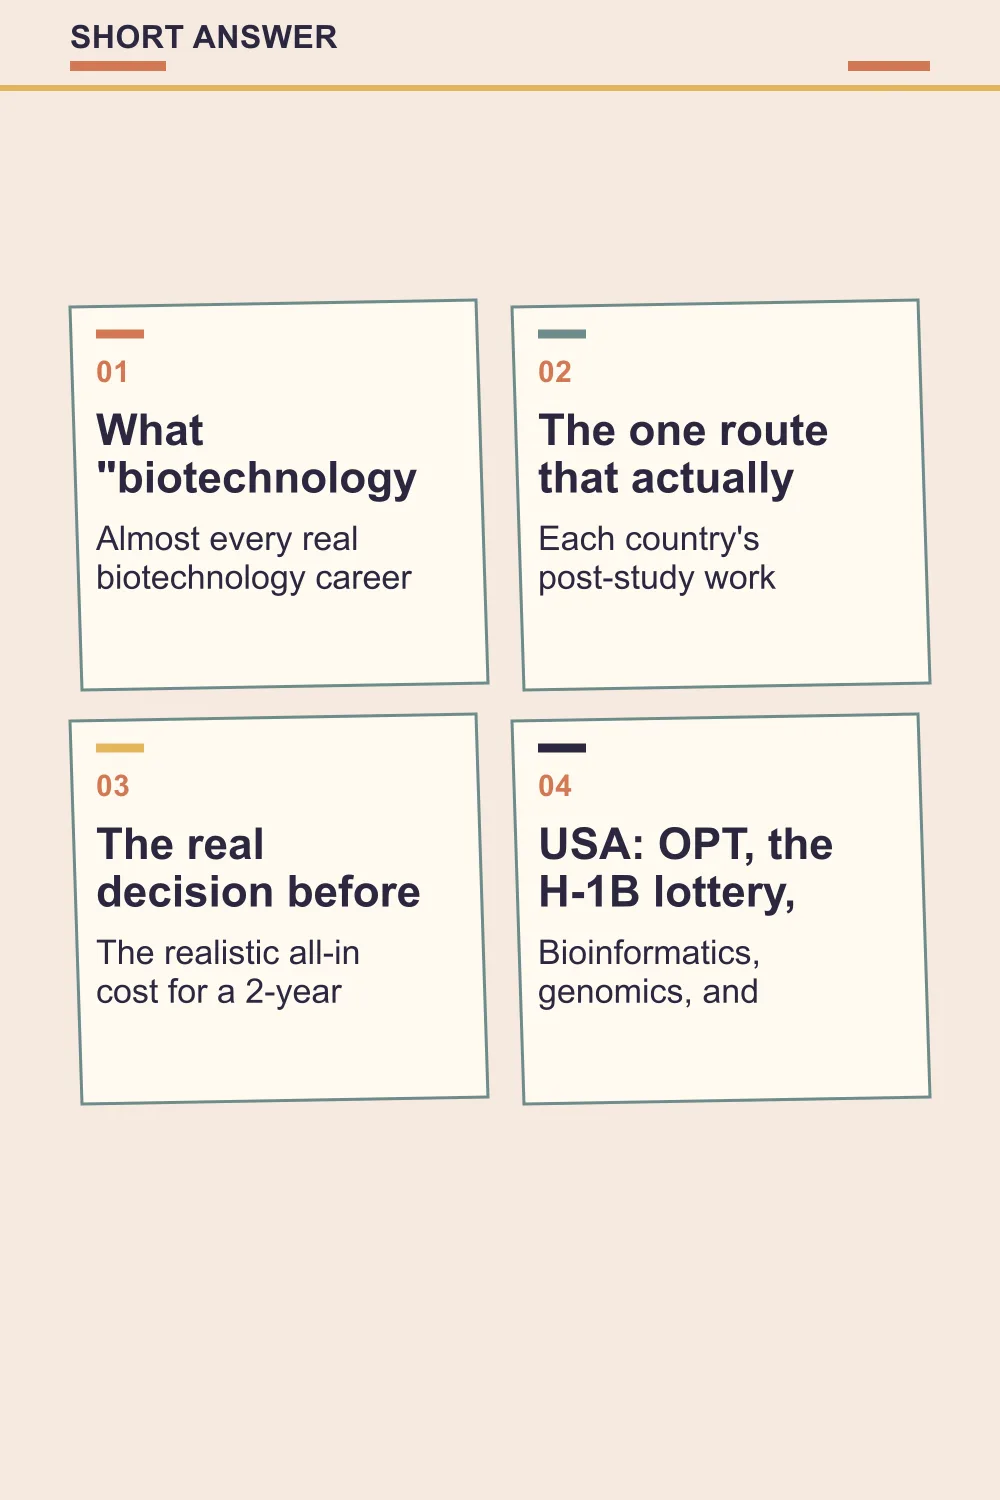 SHORT ANSWER
01
What
"biotechnology
Almost every real
biotechnology career
02
The one route
that actually
Each country's
post-study work
03
The real
decision before
The realistic all-in
cost for a 2-year
04
USA: OPT, the
H-1B lottery,
Bioinformatics,
genomics, and